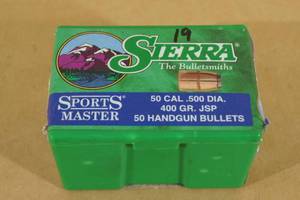 19
SIERRA
The Bulletsmiths
SPORTS MASTER
50 CAL .500 DIA.
400 GR. JSP
50 HANDGUN BULLETS